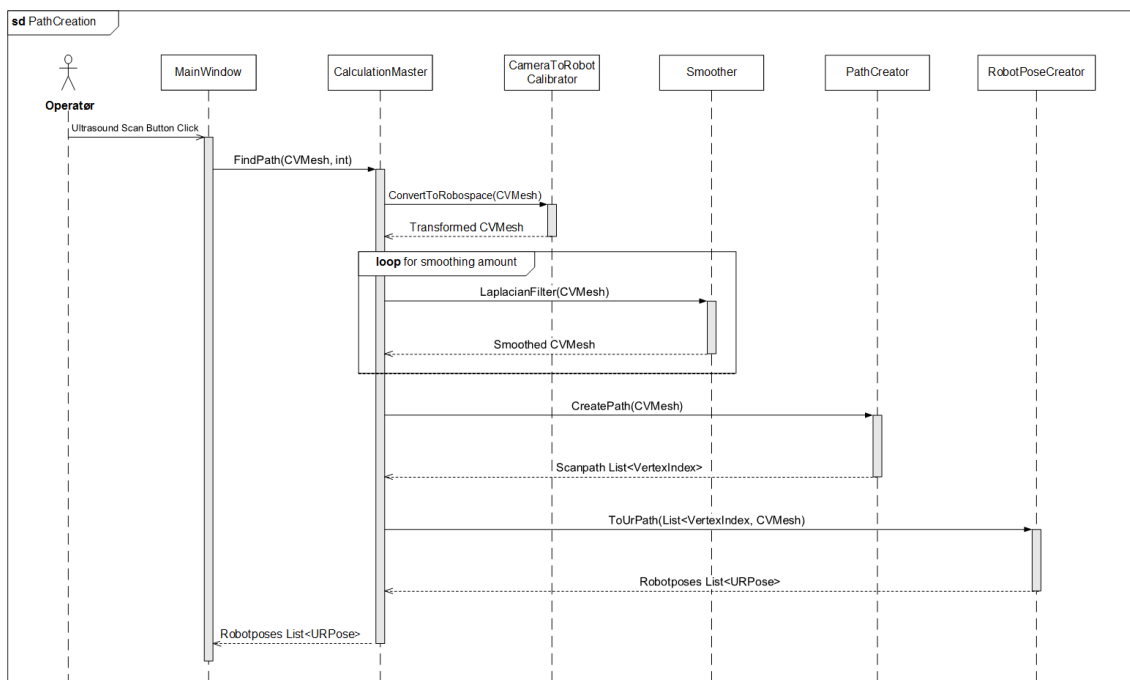 sd PathCreation
Operatør
MainWindow
CalculationMaster
CameraToRobot
Calibrator
Smoother
PathCreator
RobotPoseCreator
Ultrasound Scan Button Click
FindPath(CVMesh, int)
ConvertToRobospace(CVMesh)
Transformed CVMesh
loop for smoothing amount
LaplacianFilter(CVMesh)
Smoothed CVMesh
CreatePath(CVMesh)
Scanpath List<VertexIndex>
ToUrPath(List<VertexIndex, CVMesh)
Robotposes List<URPose>
Robotposes List<URPose>